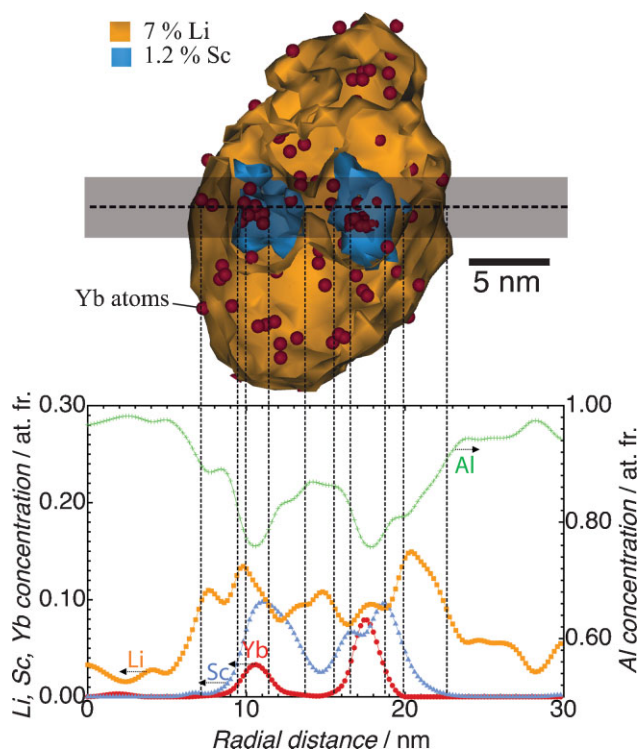 7 % Li
1.2 % Sc
5 nm
Yb atoms
Li, Sc, Yb concentration / at. fr.
0.30
0.20
0.10
0.00
Al concentration / at. fr.
1.00
0.80
0.60
Al
Li
Sc
Yb
0
10
20
30
Radial distance / nm